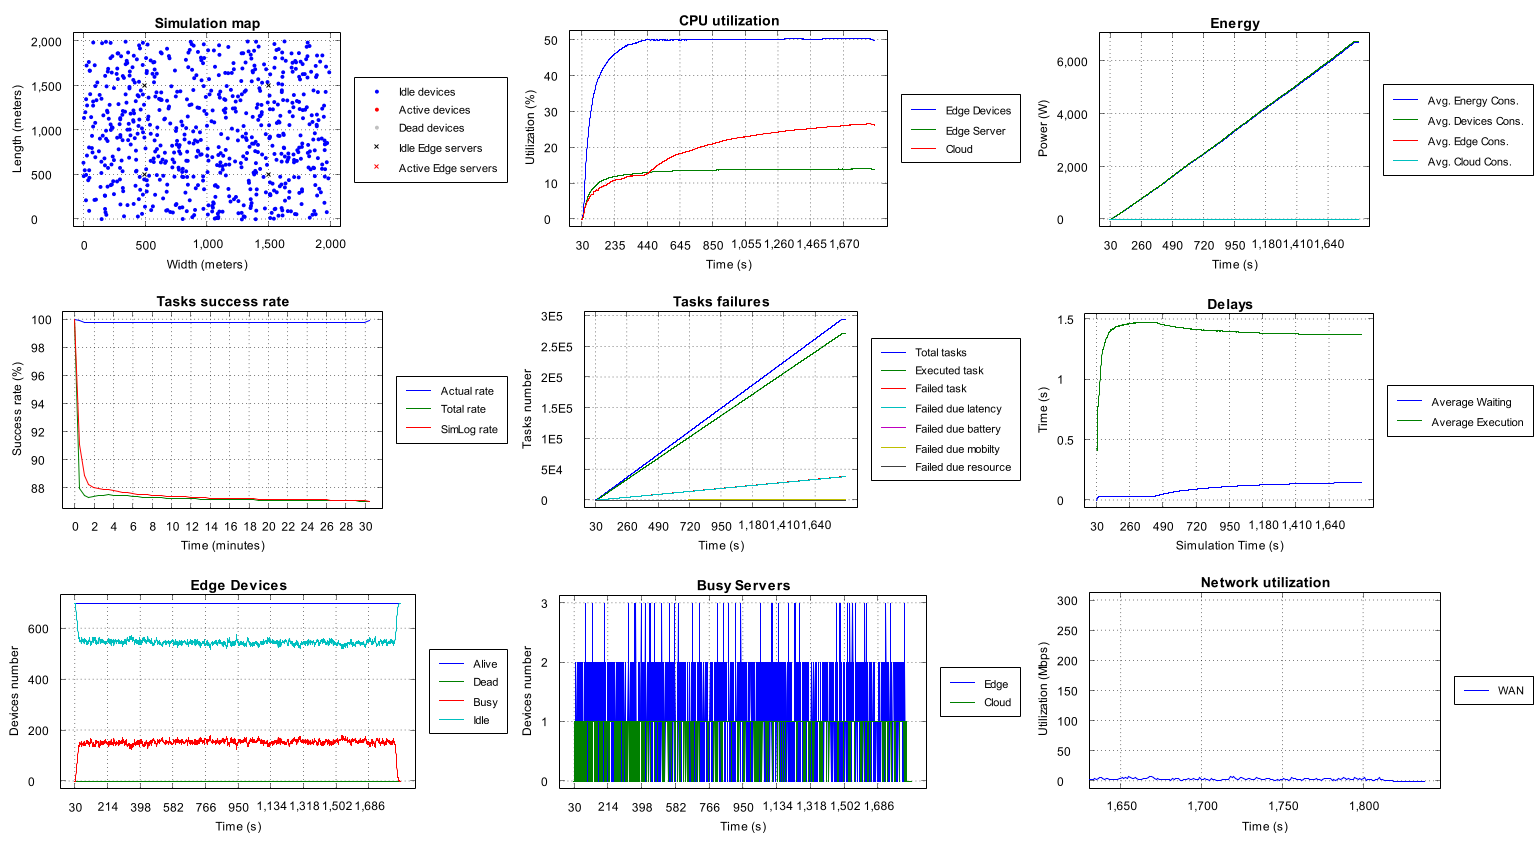 Simulation map
Length (meters)
2,000
1,500
1,000
500
0
0 500 1,000 1,500 2,000
Width (meters)
Idle devices
Active devices
Dead devices
Idle Edge servers
Active Edge servers
CPU utilization
Utilization (%)
50
40
30
20
10
0
30 235 440 645 850 1,055 1,260 1,465 1,670
Time (s)
Edge Devices
Edge Server
Cloud
Energy
Power (W)
6,000
4,000
2,000
0
30 260 490 720 950 1,180 1,410 1,640
Time (s)
Avg. Energy Cons.
Avg. Devices Cons.
Avg. Edge Cons.
Avg. Cloud Cons.
Tasks success rate
Success rate (%)
100
98
96
94
92
90
88
0 2 4 6 8 10 12 14 16 18 20 22 24 26 28 30
Time (minutes)
Actual rate
Total rate
SimLog rate
Tasks failures
Tasks number
3E5
2.5E5
2E5
1.5E5
1E5
5E4
0
30 260 490 720 950 1,180 1,410 1,640
Time (s)
Total tasks
Executed task
Failed task
Failed due latency
Failed due battery
Failed due mobilty
Failed due resource
Delays
Time (s)
1.5
1
0.5
0
30 260 490 720 950 1,180 1,410 1,640
Simulation Time (s)
Average Waiting
Average Execution
Edge Devices
Devices number
600
400
200
0
30 214 398 582 766 950 1,134 1,318 1,502 1,686
Time (s)
Alive
Dead
Busy
Idle
Busy Servers
Devices number
3
2
1
0
30 214 398 582 766 950 1,134 1,318 1,502 1,686
Time (s)
Edge
Cloud
Network utilization
Utilization (Mbps)
300
250
200
150
100
50
0
1,650 1,700 1,750 1,800
Time (s)
WAN